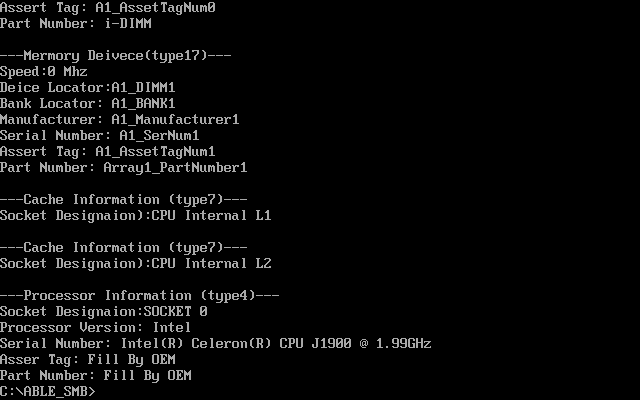 Assert Tag: A1_AssetTagNum0
Part Number: i-DIMM
---Mermory Deivece(type17)---
Speed:0 Mhz
Deice Locator:A1_DIMM1
Bank Locator: A1_BANK1
Manufacturer: A1_Manufacturer1
Serial Number: A1_SerNum1
Assert Tag: A1_AssetTagNum1
Part Number: Array1_PartNumber1
---Cache Information (type7)---
Socket Designaion):CPU Internal L1
---Cache Information (type7)---
Socket Designaion):CPU Internal L2
---Processor Information (type4)---
Socket Designaion:SOCKET 0
Processor Version: Intel
Serial Number: Intel(R) Celeron(R) CPU J1900 @ 1.99GHz
Asser Tag: Fill By OEM
Part Number: Fill By OEM
C:\ABLE_SMB>